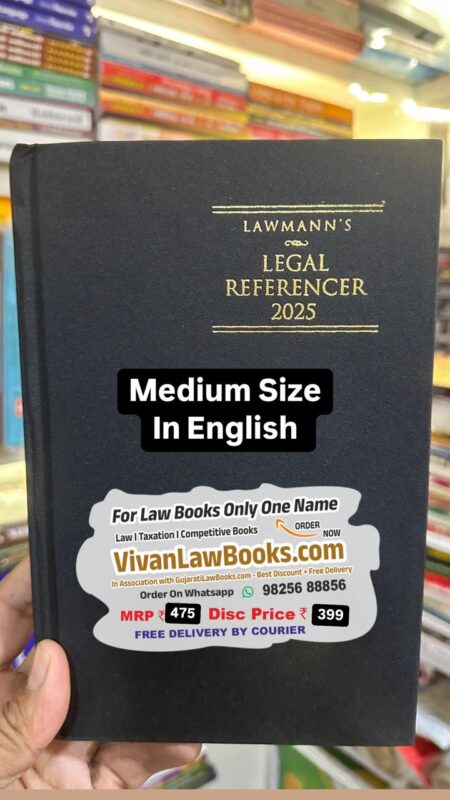 LAWMANN'S
LEGAL
REFERENCER
2025
Medium Size
In English
For Law Books Only One Name
Law I Taxation I Competitive Books
ORDER
NOW
VivanLawBooks.com
In Association with GujaratiLawBooks.com - Best Discount + Free Delivery
Order On Whatsapp 98256 88856
MRP ₹ 475 Disc Price ₹ 399
FREE DELIVERY BY COURIER